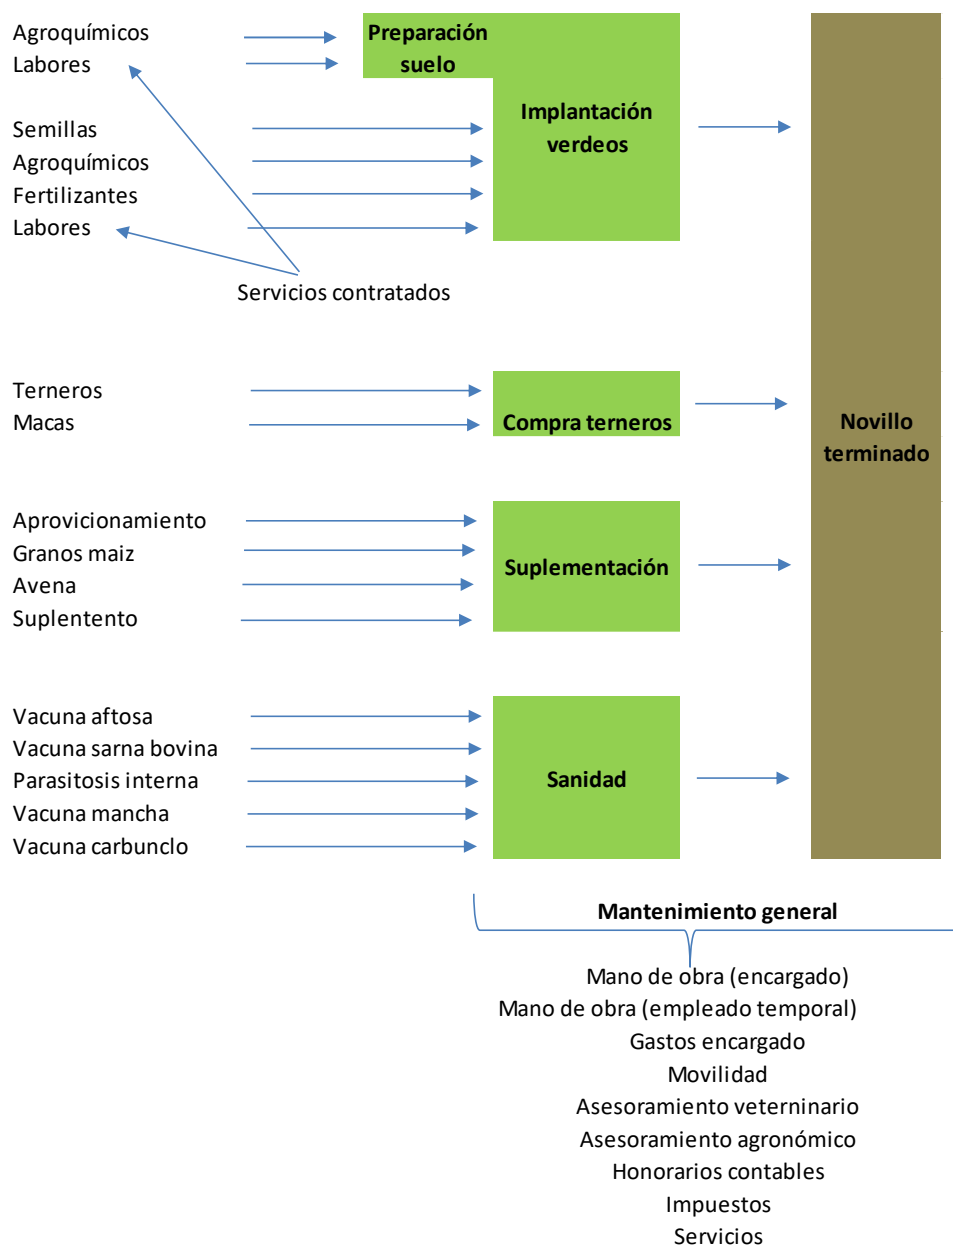 Agroquímicos
Labores
Preparación
suelo
Implantación
verdeos
Semillas
Agroquímicos
Fertilizantes
Labores
Servicios contratados
Terneros
Macas
Compra terneros
Novillo
terminado
Aprovicionamiento
Granos maiz
Avena
Suplentento
Suplementación
Vacuna aftosa
Vacuna sarna bovina
Parasitosis interna
Vacuna mancha
Vacuna carbunclo
Sanidad
Mantenimiento general
Mano de obra (encargado)
Mano de obra (empleado temporal)
Gastos encargado
Movilidad
Asesoramiento veterninario
Asesoramiento agronómico
Honorarios contables
Impuestos
Servicios